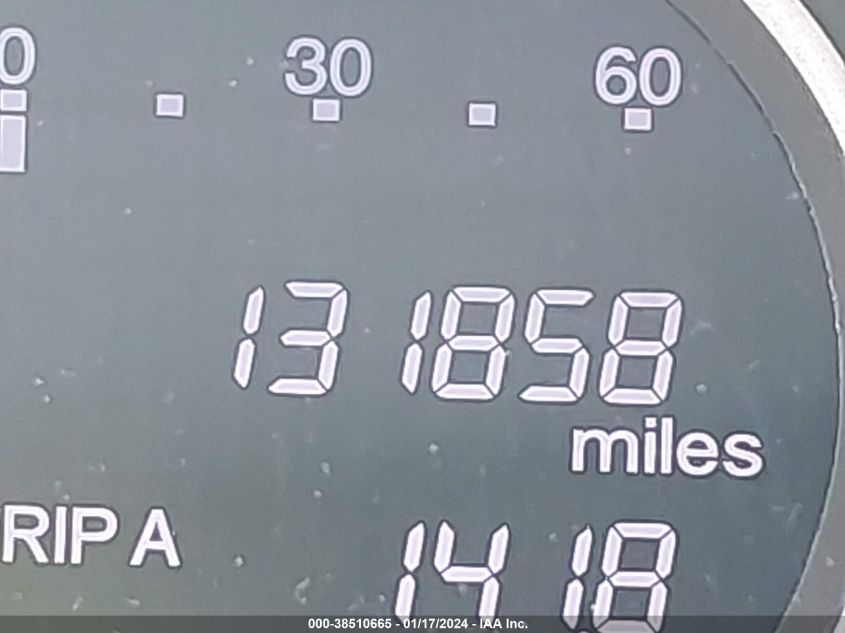 0 30 60
131858
miles
RIP A 1418
000-38510665 - 01/17/2024 - IAA Inc.